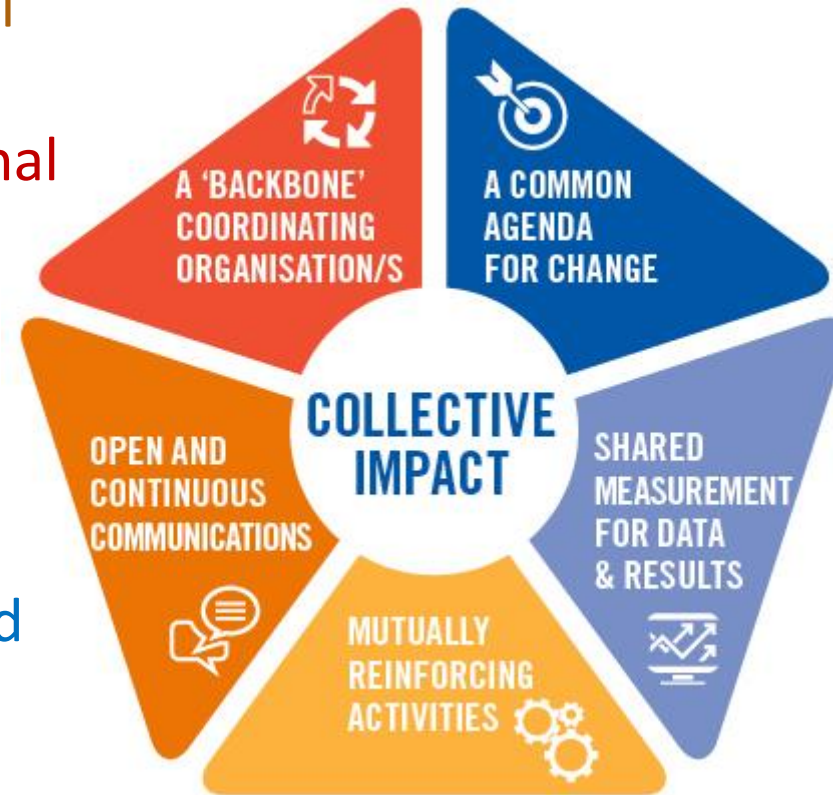 nal
d
A 'BACKBONE'
COORDINATING
ORGANISATION/S
A COMMON
AGENDA
FOR CHANGE
COLLECTIVE
IMPACT
OPEN AND
CONTINUOUS
COMMUNICATIONS
SHARED
MEASUREMENT
FOR DATA
& RESULTS
MUTUALLY
REINFORCING
ACTIVITIES